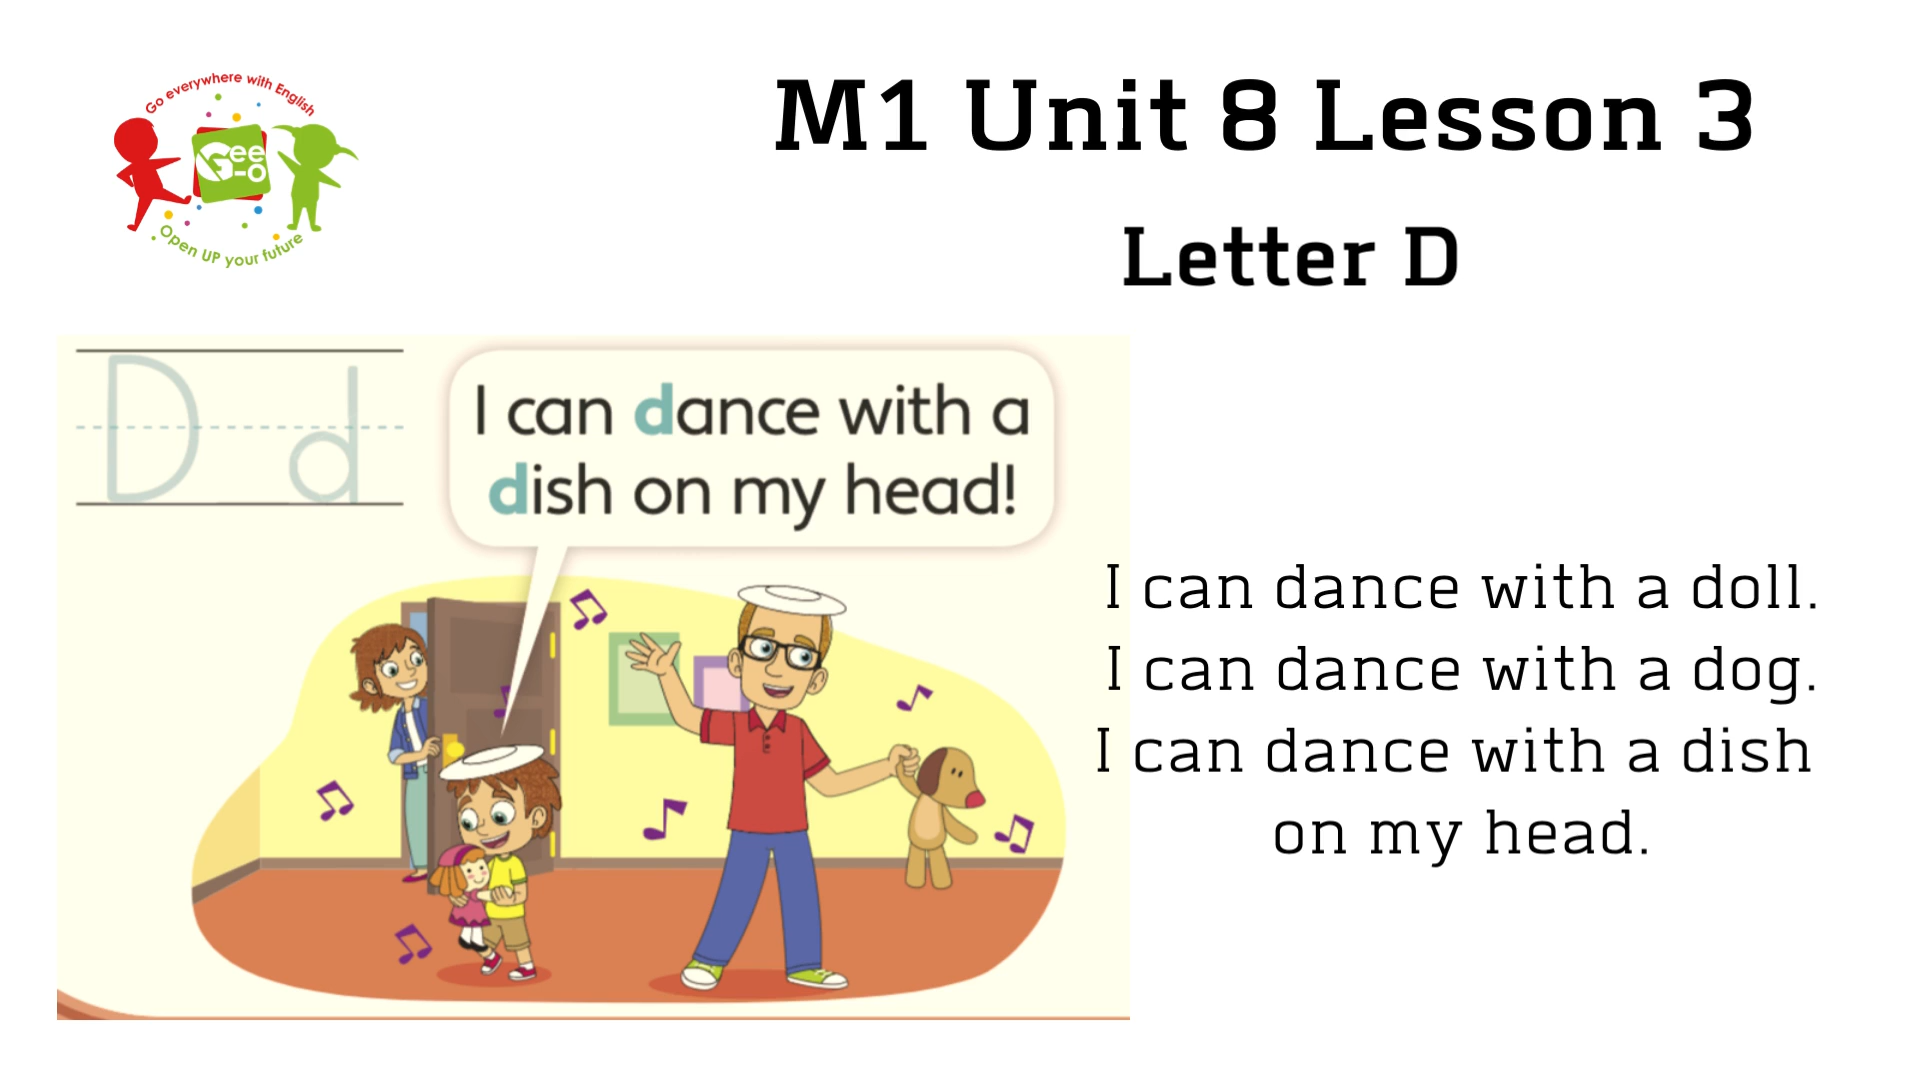 Go everywhere with English
Gee
-o
Open UP your future
M1 Unit 8 Lesson 3
Letter D
D d
I can dance with a
dish on my head!
I can dance with a doll.
I can dance with a dog.
I can dance with a dish
on my head.